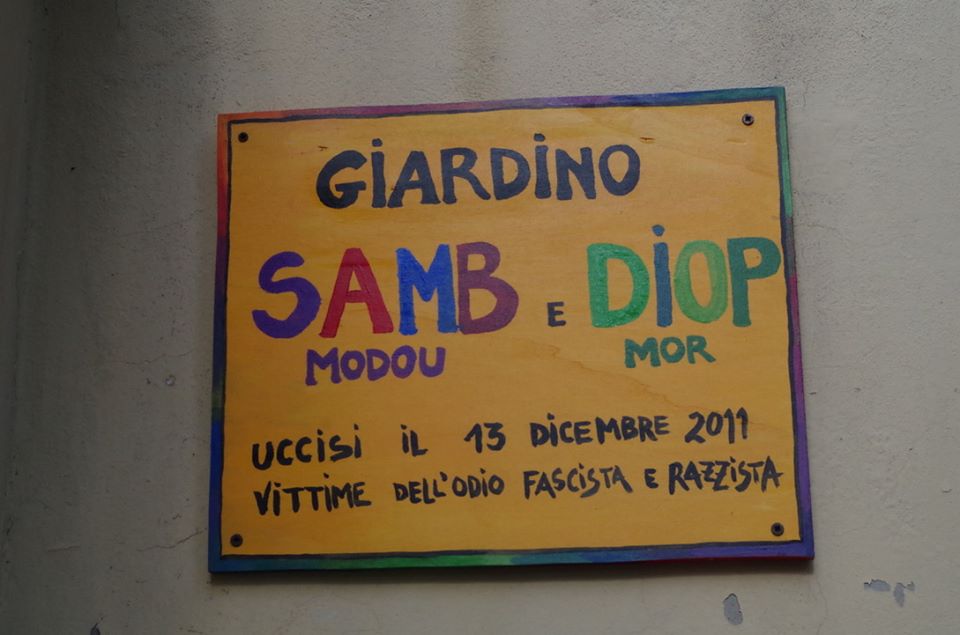 GiARDiNO
SAMB E DiOP
MODOU MOR
UCCISI iL 13 DiCEMBRE 2011
ViTTiME DELL'ODIO FASCiSTA E RAZZiSTA